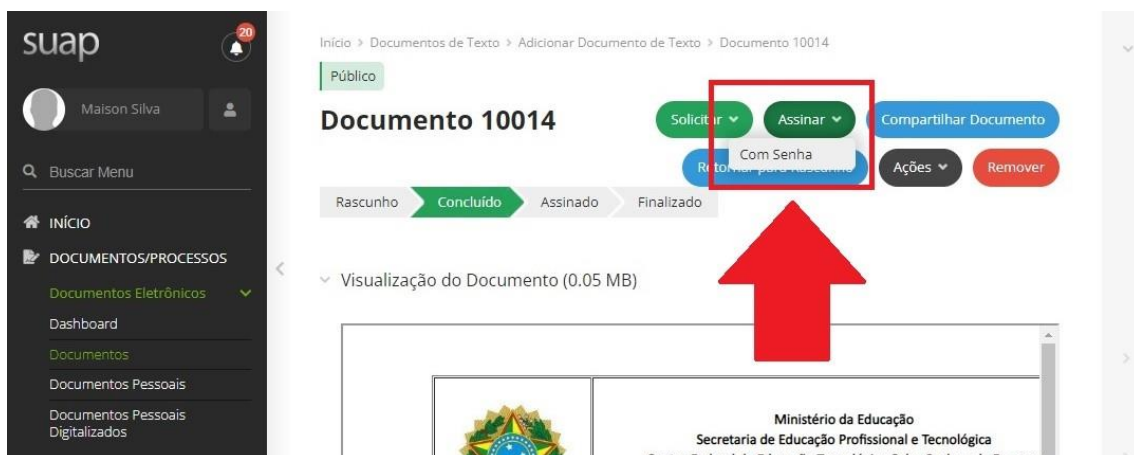 suap
20
Maison Silva
Buscar Menu
INÍCIO
DOCUMENTOS/PROCESSOS
Documentos Eletrônicos
Dashboard
Documentos
Documentos Pessoais
Documentos Pessoais
Digitalizados
Início > Documentos de Texto > Adicionar Documento de Texto > Documento 10014
Público
Documento 10014
Solicitar
Assinar
Compartilhar Documento
Com Senha
Retornar para Rascunho
Ações
Remover
Rascunho
Concluído
Assinado
Finalizado
Visualização do Documento (0.05 MB)
Ministério da Educação
Secretaria de Educação Profissional e Tecnológica